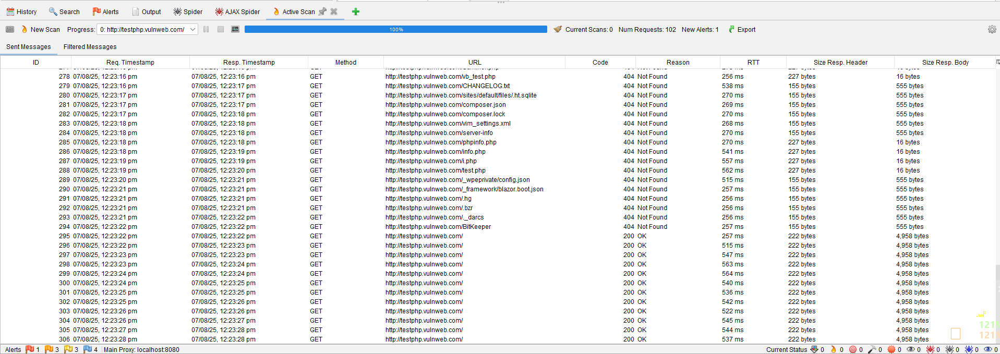 History Search Alerts Output Spider AJAX Spider Active Scan
New Scan Progress: 0: http://testphp.vulnweb.com/ 100% Current Scans: 0 Num Requests: 102 New Alerts: 1 Export
Sent Messages Filtered Messages
ID Req. Timestamp Resp. Timestamp Method URL Code Reason RTT Size Resp. Header Size Resp. Body
278 07/08/25, 12:23:16 pm 07/08/25, 12:23:16 pm GET http://testphp.vulnweb.com/vb_test.php 404 Not Found 256 ms 227 bytes 16 bytes
279 07/08/25, 12:23:16 pm 07/08/25, 12:23:17 pm GET http://testphp.vulnweb.com/CHANGELOG.txt 404 Not Found 538 ms 155 bytes 555 bytes
280 07/08/25, 12:23:17 pm 07/08/25, 12:23:17 pm GET http://testphp.vulnweb.com/sites/default/files/.ht.sqlite 404 Not Found 270 ms 155 bytes 555 bytes
281 07/08/25, 12:23:17 pm 07/08/25, 12:23:17 pm GET http://testphp.vulnweb.com/composer.json 404 Not Found 269 ms 155 bytes 555 bytes
282 07/08/25, 12:23:17 pm 07/08/25, 12:23:18 pm GET http://testphp.vulnweb.com/composer.lock 404 Not Found 270 ms 155 bytes 555 bytes
283 07/08/25, 12:23:18 pm 07/08/25, 12:23:18 pm GET http://testphp.vulnweb.com/vim_settings.xml 404 Not Found 268 ms 155 bytes 555 bytes
284 07/08/25, 12:23:18 pm 07/08/25, 12:23:18 pm GET http://testphp.vulnweb.com/server-info 404 Not Found 270 ms 155 bytes 555 bytes
285 07/08/25, 12:23:18 pm 07/08/25, 12:23:18 pm GET http://testphp.vulnweb.com/phpinfo.php 404 Not Found 270 ms 227 bytes 16 bytes
286 07/08/25, 12:23:18 pm 07/08/25, 12:23:19 pm GET http://testphp.vulnweb.com/info.php 404 Not Found 541 ms 227 bytes 16 bytes
287 07/08/25, 12:23:19 pm 07/08/25, 12:23:19 pm GET http://testphp.vulnweb.com/i.php 404 Not Found 557 ms 227 bytes 16 bytes
288 07/08/25, 12:23:19 pm 07/08/25, 12:23:20 pm GET http://testphp.vulnweb.com/test.php 404 Not Found 562 ms 227 bytes 16 bytes
289 07/08/25, 12:23:20 pm 07/08/25, 12:23:21 pm GET http://testphp.vulnweb.com/_wpeprivate/config.json 404 Not Found 515 ms 155 bytes 555 bytes
290 07/08/25, 12:23:21 pm 07/08/25, 12:23:21 pm GET http://testphp.vulnweb.com/_framework/blazor.boot.json 404 Not Found 257 ms 155 bytes 555 bytes
291 07/08/25, 12:23:21 pm 07/08/25, 12:23:21 pm GET http://testphp.vulnweb.com/.hg 404 Not Found 256 ms 155 bytes 555 bytes
292 07/08/25, 12:23:21 pm 07/08/25, 12:23:21 pm GET http://testphp.vulnweb.com/.bzr 404 Not Found 256 ms 155 bytes 555 bytes
293 07/08/25, 12:23:21 pm 07/08/25, 12:23:22 pm GET http://testphp.vulnweb.com/._darcs 404 Not Found 256 ms 155 bytes 555 bytes
294 07/08/25, 12:23:22 pm 07/08/25, 12:23:22 pm GET http://testphp.vulnweb.com/BitKeeper 404 Not Found 257 ms 155 bytes 555 bytes
295 07/08/25, 12:23:22 pm 07/08/25, 12:23:22 pm GET http://testphp.vulnweb.com/ 200 OK 257 ms 222 bytes 4,958 bytes
296 07/08/25, 12:23:22 pm 07/08/25, 12:23:23 pm GET http://testphp.vulnweb.com/ 200 OK 515 ms 222 bytes 4,958 bytes
297 07/08/25, 12:23:23 pm 07/08/25, 12:23:23 pm GET http://testphp.vulnweb.com/ 200 OK 547 ms 222 bytes 4,958 bytes
298 07/08/25, 12:23:23 pm 07/08/25, 12:23:24 pm GET http://testphp.vulnweb.com/ 200 OK 563 ms 222 bytes 4,958 bytes
299 07/08/25, 12:23:24 pm 07/08/25, 12:23:24 pm GET http://testphp.vulnweb.com/ 200 OK 564 ms 222 bytes 4,958 bytes
300 07/08/25, 12:23:24 pm 07/08/25, 12:23:25 pm GET http://testphp.vulnweb.com/ 200 OK 540 ms 222 bytes 4,958 bytes
301 07/08/25, 12:23:25 pm 07/08/25, 12:23:25 pm GET http://testphp.vulnweb.com/ 200 OK 536 ms 222 bytes 4,958 bytes
302 07/08/25, 12:23:25 pm 07/08/25, 12:23:26 pm GET http://testphp.vulnweb.com/ 200 OK 542 ms 222 bytes 4,958 bytes
303 07/08/25, 12:23:26 pm 07/08/25, 12:23:26 pm GET http://testphp.vulnweb.com/ 200 OK 522 ms 222 bytes 4,958 bytes
304 07/08/25, 12:23:26 pm 07/08/25, 12:23:27 pm GET http://testphp.vulnweb.com/ 200 OK 545 ms 222 bytes 4,958 bytes
305 07/08/25, 12:23:27 pm 07/08/25, 12:23:28 pm GET http://testphp.vulnweb.com/ 200 OK 544 ms 222 bytes 4,958 bytes
306 07/08/25, 12:23:28 pm 07/08/25, 12:23:28 pm GET http://testphp.vulnweb.com/ 200 OK 537 ms 222 bytes 4,958 bytes
Alerts 1 3 3 4 Main Proxy: localhost:8080 Current Status 0 0 0 0 0 0 0 0 0 0